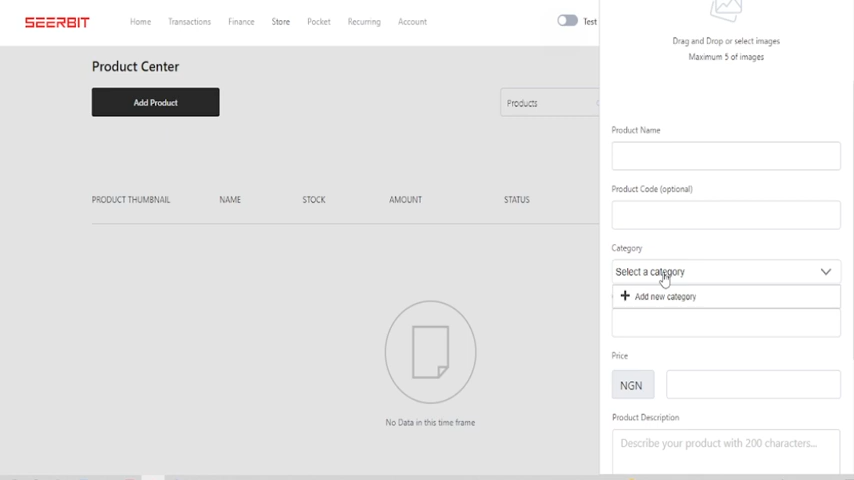 SEERBIT
Home Transactions Finance Store Pocket Recurring Account Test
Product Center
Add Product
Products
PRODUCT THUMBNAIL NAME STOCK AMOUNT STATUS
No Data in this time frame
Drag and Drop or select images
Maximum 5 of images
Product Name
Product Code (optional)
Category
Select a category
Add new category
Price
NGN
Product Description
Describe your product with 200 characters...